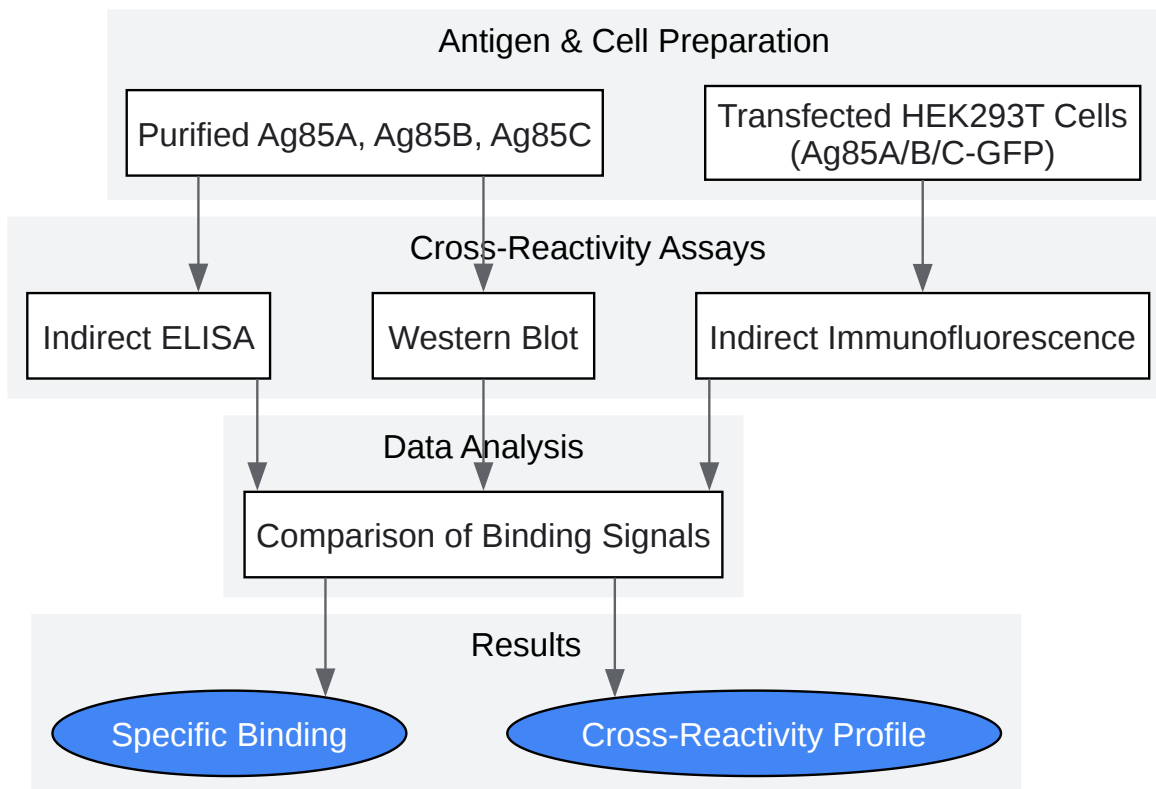 Antigen & Cell Preparation
Purified Ag85A, Ag85B, Ag85C
Transfected HEK293T Cells
(Ag85A/B/C-GFP)
Cross-Reactivity Assays
Indirect ELISA
Western Blot
Indirect Immunofluorescence
Data Analysis
Comparison of Binding Signals
Results
Specific Binding
Cross-Reactivity Profile